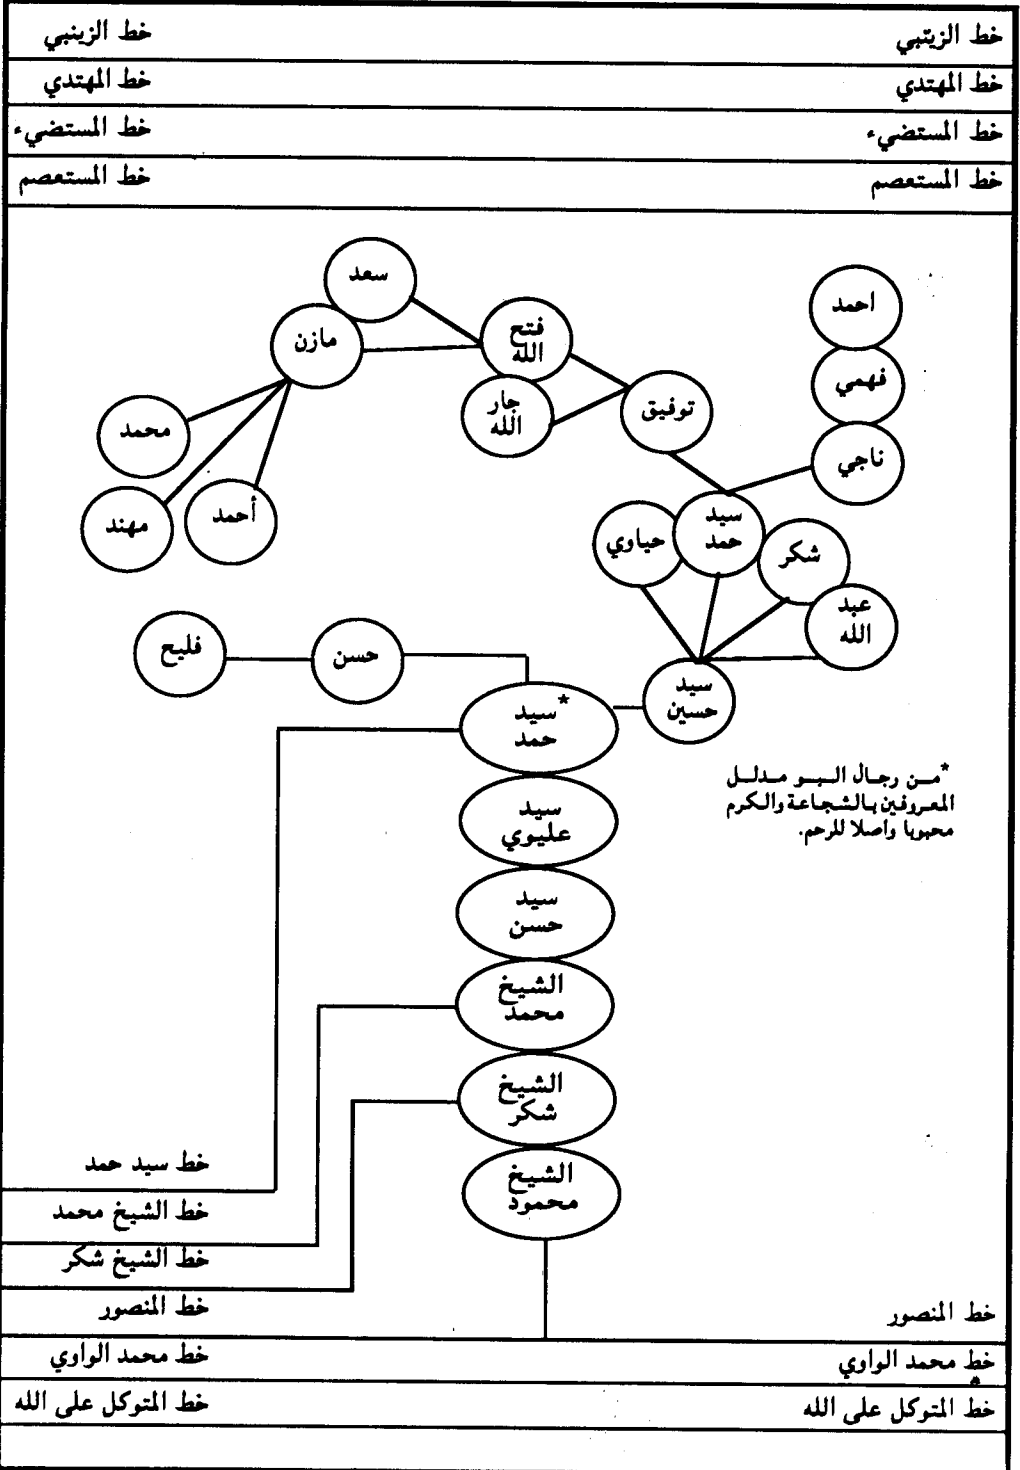 خط الزينبي خط الزينبي
خط المهتدي خط المهتدي
خط المستضيء خط المستضيء
خط المستعصم خط المستعصم
احمد
فهمي
ناجي
سعد
مازن
فتح
الله
جار
الله
توفيق
محمد
مهند
أحمد
حياوي
سيد
حمد
شكر
عبد
الله
سيد
حسين
حسن
فليح
*سيد
حمد
*من رجال البو مدلل
المعروفين بالشجاعة والكرم
محبوبا واصلا للرحم.
سيد
عليوي
سيد
حسن
الشيخ
محمد
الشيخ
شكر
الشيخ
محمود
خط سيد حمد
خط الشيخ محمد
خط الشيخ شكر
خط المنصور خط المنصور
خط محمد الواوي خط محمد الواوي
خط المتوكل على الله خط المتوكل على الله